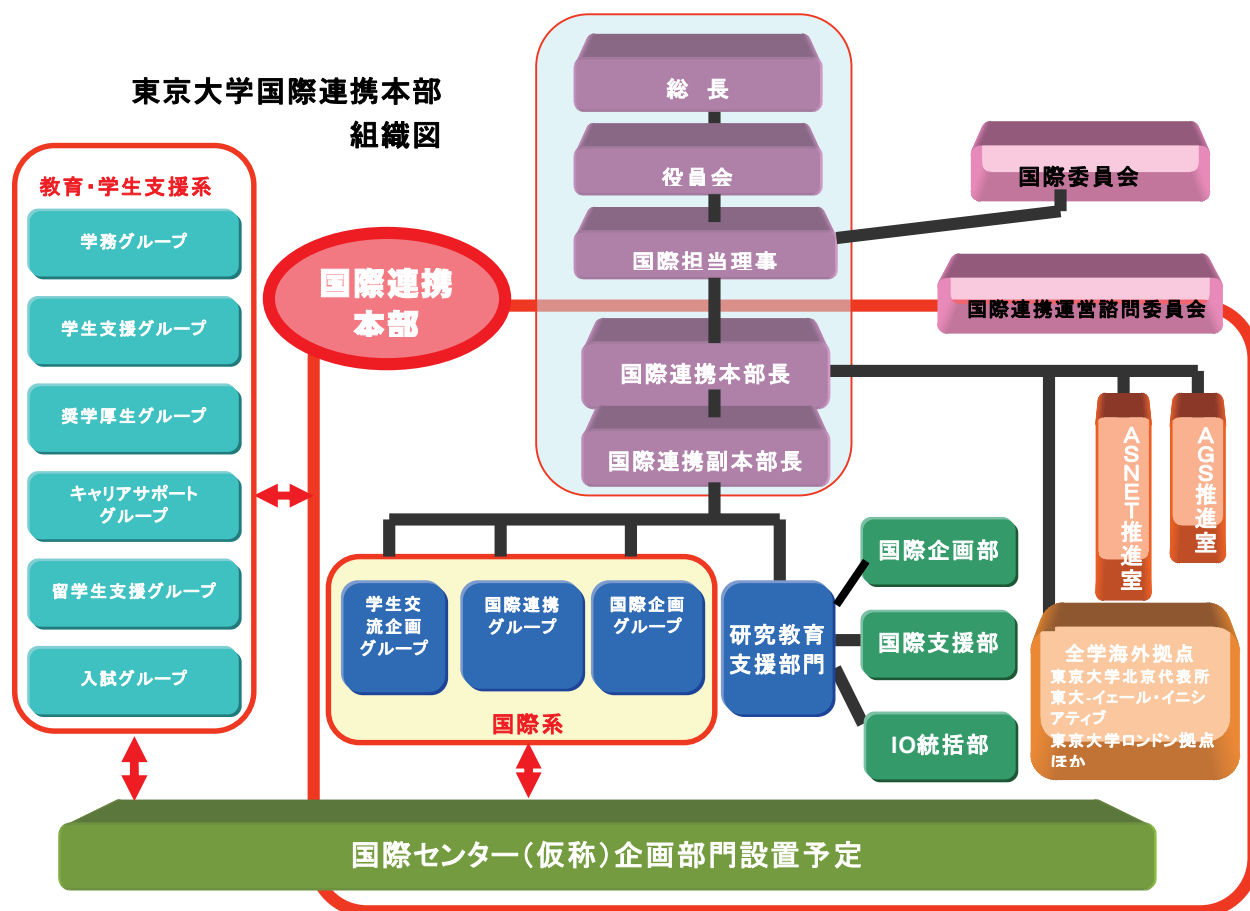 東京大学国際連携本部
組織図
総 長
役員会
国際担当理事
国際委員会
国際連携運営諮問委員会
国際連携
本部
国際連携本部長
国際連携副本部長
教育・学生支援系
学務グループ
学生支援グループ
奨学厚生グループ
キャリアサポート
グループ
留学生支援グループ
入試グループ
学生交
流企画
グループ
国際連携
グループ
国際企画
グループ
国際系
研究教育
支援部門
国際企画部
国際支援部
IO統括部
ASNET推進室
AGS推進室
全学海外拠点
東京大学北京代表所
東大-イェール・イニシ
アティブ
東京大学ロンドン拠点
ほか
国際センター(仮称)企画部門設置予定